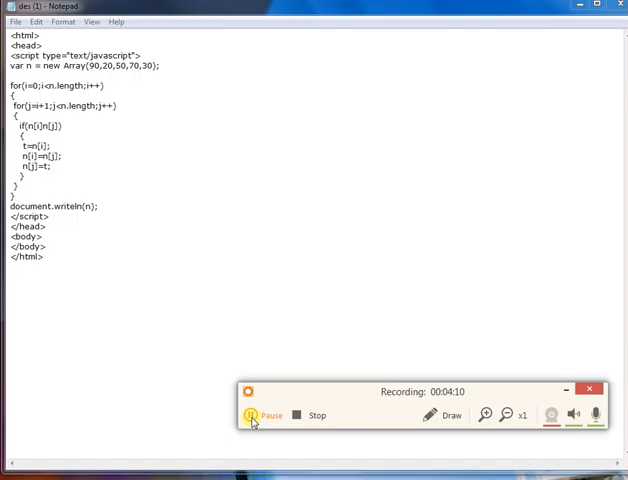 des (1) - Notepad
File Edit Format View Help
<html>
<head>
<script type="text/javascript">
var n = new Array(90,20,50,70,30);
for(i=0;i<n.length;i++)
{
for(j=i+1;j<n.length;j++)
{
if(n[i]n[j])
{
t=n[i];
n[i]=n[j];
n[j]=t;
}
}
}
document.writeln(n);
</script>
</head>
<body>
</body>
</html>
Recording: 00:04:10
Pause Stop Draw x1